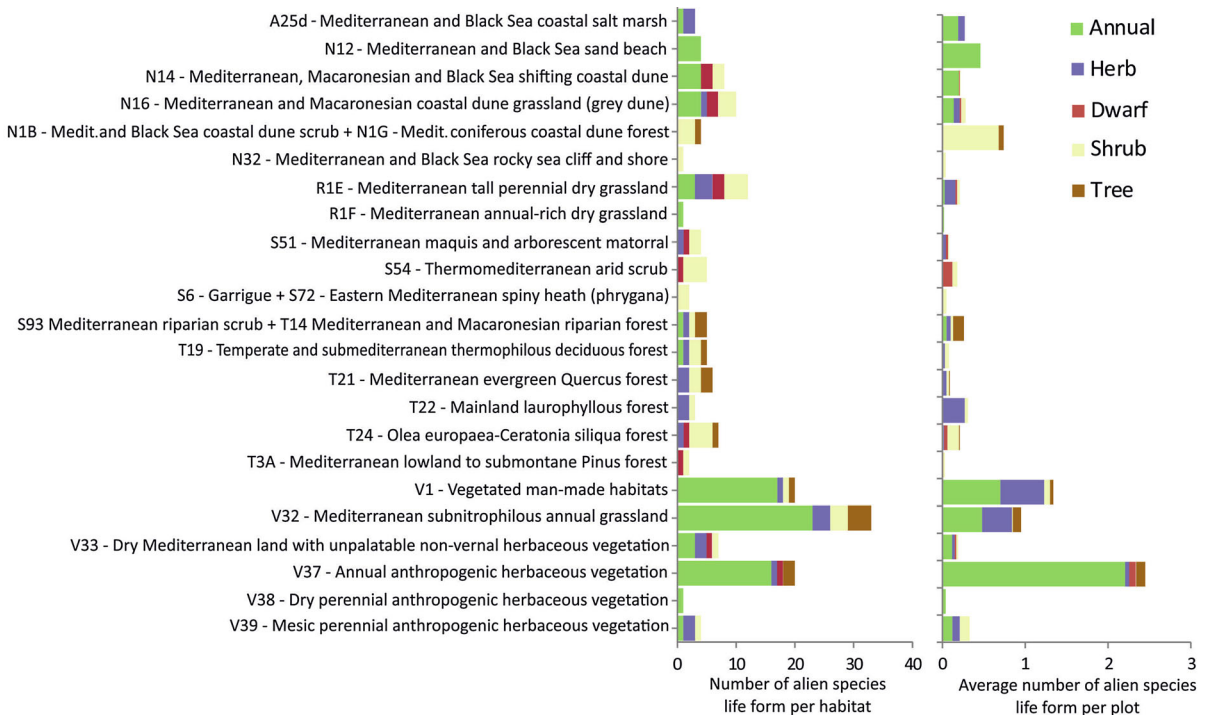 A25d - Mediterranean and Black Sea coastal salt marsh
N12 - Mediterranean and Black Sea sand beach
N14 - Mediterranean, Macaronesian and Black Sea shifting coastal dune
N16 - Mediterranean and Macaronesian coastal dune grassland (grey dune)
N1B - Medit.and Black Sea coastal dune scrub + N1G - Medit. coniferous coastal dune forest
N32 - Mediterranean and Black Sea rocky sea cliff and shore
R1E - Mediterranean tall perennial dry grassland
R1F - Mediterranean annual-rich dry grassland
S51 - Mediterranean maquis and arborescent matorral
S54 - Thermomediterranean arid scrub
S6 - Garrigue + S72 - Eastern Mediterranean spiny heath (phrygana)
S93 Mediterranean riparian scrub + T14 Mediterranean and Macaronesian riparian forest
T19 - Temperate and submediterranean thermophilous deciduous forest
T21 - Mediterranean evergreen Quercus forest
T22 - Mainland laurophyllous forest
T24 - Olea europaea-Ceratonia siliqua forest
T3A - Mediterranean lowland to submontane Pinus forest
V1 - Vegetated man-made habitats
V32 - Mediterranean subnitrophilous annual grassland
V33 - Dry Mediterranean land with unpalatable non-vernal herbaceous vegetation
V37 - Annual anthropogenic herbaceous vegetation
V38 - Dry perennial anthropogenic herbaceous vegetation
V39 - Mesic perennial anthropogenic herbaceous vegetation
0 10 20 30 40
Number of alien species
life form per habitat
0 1 2 3
Average number of alien species
life form per plot
Annual
Herb
Dwarf
Shrub
Tree